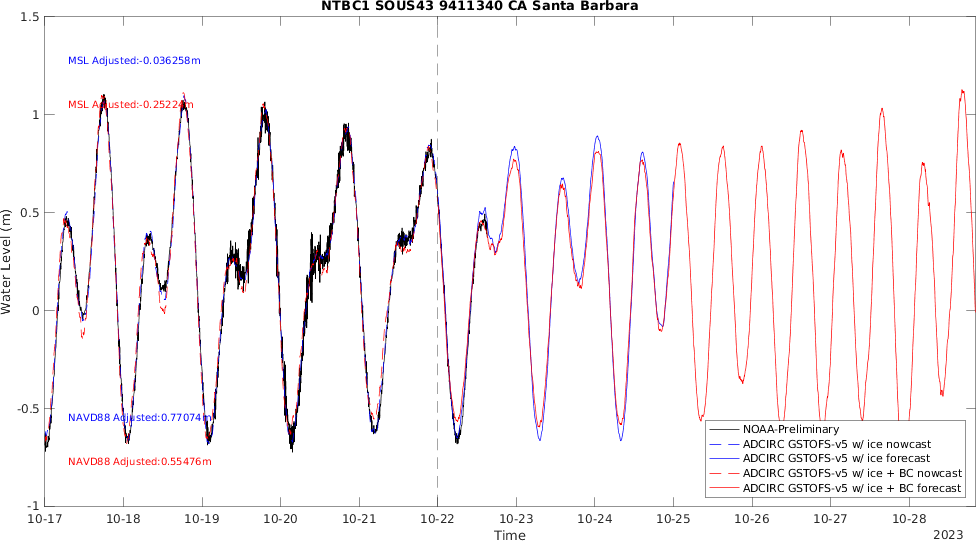 NTBC1 SOUS43 9411340 CA Santa Barbara
1.5
1
0.5
0
-0.5
-1
Water Level (m)
MSL Adjusted:-0.036258m
MSL Adjusted:-0.25224m
NAVD88 Adjusted:0.77074m
NAVD88 Adjusted:0.55476m
NOAA-Preliminary
ADCIRC GSTOFS-v5 w/ ice nowcast
ADCIRC GSTOFS-v5 w/ ice forecast
ADCIRC GSTOFS-v5 w/ ice + BC nowcast
ADCIRC GSTOFS-v5 w/ ice + BC forecast
10-17 10-18 10-19 10-20 10-21 10-22 10-23 10-24 10-25 10-26 10-27 10-28
Time
2023